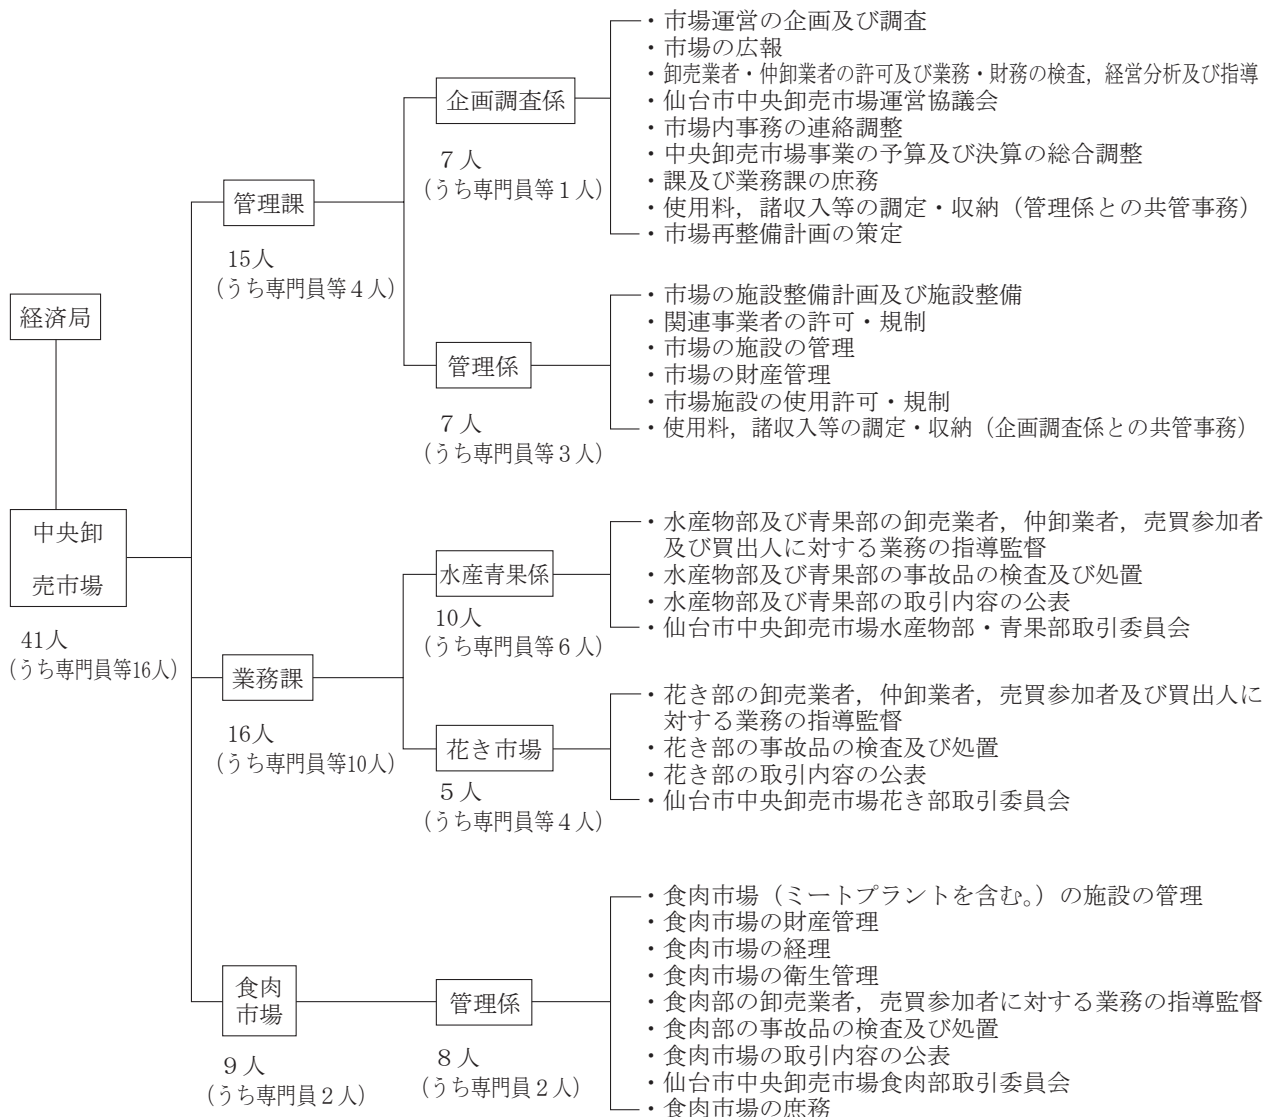 経済局
中央卸
売市場
41人
(うち専門員等16人)
管理課
15人
(うち専門員等4人)
企画調査係
7人
(うち専門員等1人)
・市場運営の企画及び調査
・市場の広報
・卸売業者・仲卸業者の許可及び業務・財務の検査，経営分析及び指導
・仙台市中央卸売市場運営協議会
・市場内事務の連絡調整
・中央卸売市場事業の予算及び決算の総合調整
・課及び業務課の庶務
・使用料，諸収入等の調定・収納（管理係との共管事務）
・市場再整備計画の策定
管理係
7人
(うち専門員等3人)
・市場の施設整備計画及び施設整備
・関連事業者の許可・規制
・市場の施設の管理
・市場の財産管理
・市場施設の使用許可・規制
・使用料，諸収入等の調定・収納（企画調査係との共管事務）
業務課
16人
(うち専門員等10人)
水産青果係
10人
(うち専門員等6人)
・水産物部及び青果部の卸売業者，仲卸業者，売買参加者
及び買出人に対する業務の指導監督
・水産物部及び青果部の事故品の検査及び処置
・水産物部及び青果部の取引内容の公表
・仙台市中央卸売市場水産物部・青果部取引委員会
花き市場
5人
(うち専門員等4人)
・花き部の卸売業者，仲卸業者，売買参加者及び買出人に
対する業務の指導監督
・花き部の事故品の検査及び処置
・花き部の取引内容の公表
・仙台市中央卸売市場花き部取引委員会
食肉
市場
9人
(うち専門員2人)
管理係
8人
(うち専門員2人)
・食肉市場（ミートプラントを含む。）の施設の管理
・食肉市場の財産管理
・食肉市場の経理
・食肉市場の衛生管理
・食肉部の卸売業者，売買参加者に対する業務の指導監督
・食肉部の事故品の検査及び処置
・食肉市場の取引内容の公表
・仙台市中央卸売市場食肉部取引委員会
・食肉市場の庶務